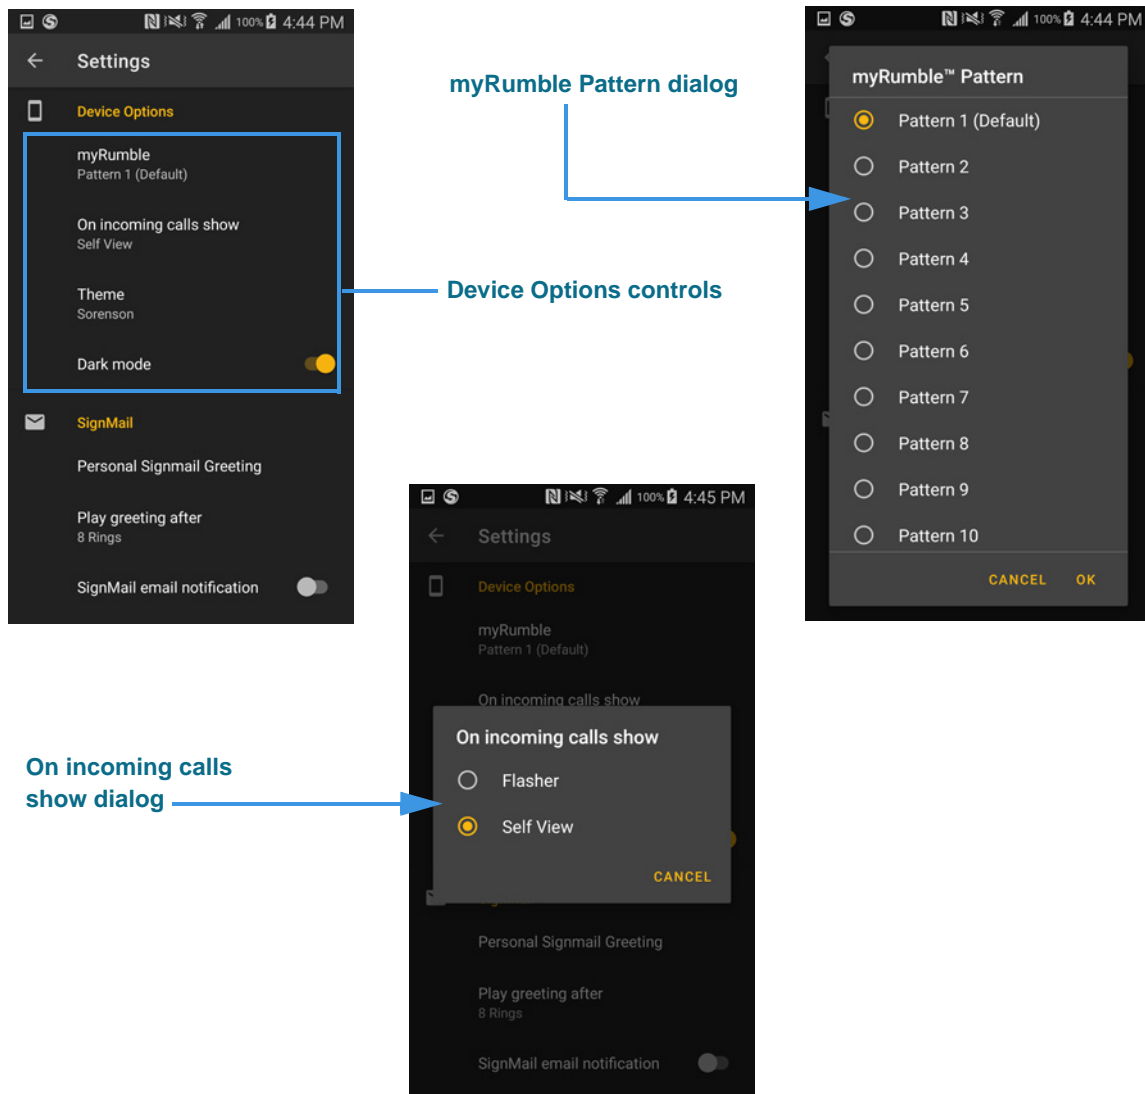 100% 4:44 PM
Settings
Device Options
myRumble
Pattern 1 (Default)
On incoming calls show
Self View
Theme
Sorenson
Dark mode
SignMail
Personal Signmail Greeting
Play greeting after
8 Rings
SignMail email notification
myRumble Pattern dialog
Device Options controls
100% 4:44 PM
myRumble™ Pattern
Pattern 1 (Default)
Pattern 2
Pattern 3
Pattern 4
Pattern 5
Pattern 6
Pattern 7
Pattern 8
Pattern 9
Pattern 10
CANCEL OK
On incoming calls
show dialog
100% 4:45 PM
Settings
Device Options
myRumble
Pattern 1 (Default)
On incoming calls show
On incoming calls show
Flasher
Self View
CANCEL
Personal Signmail Greeting
Play greeting after
8 Rings
SignMail email notification